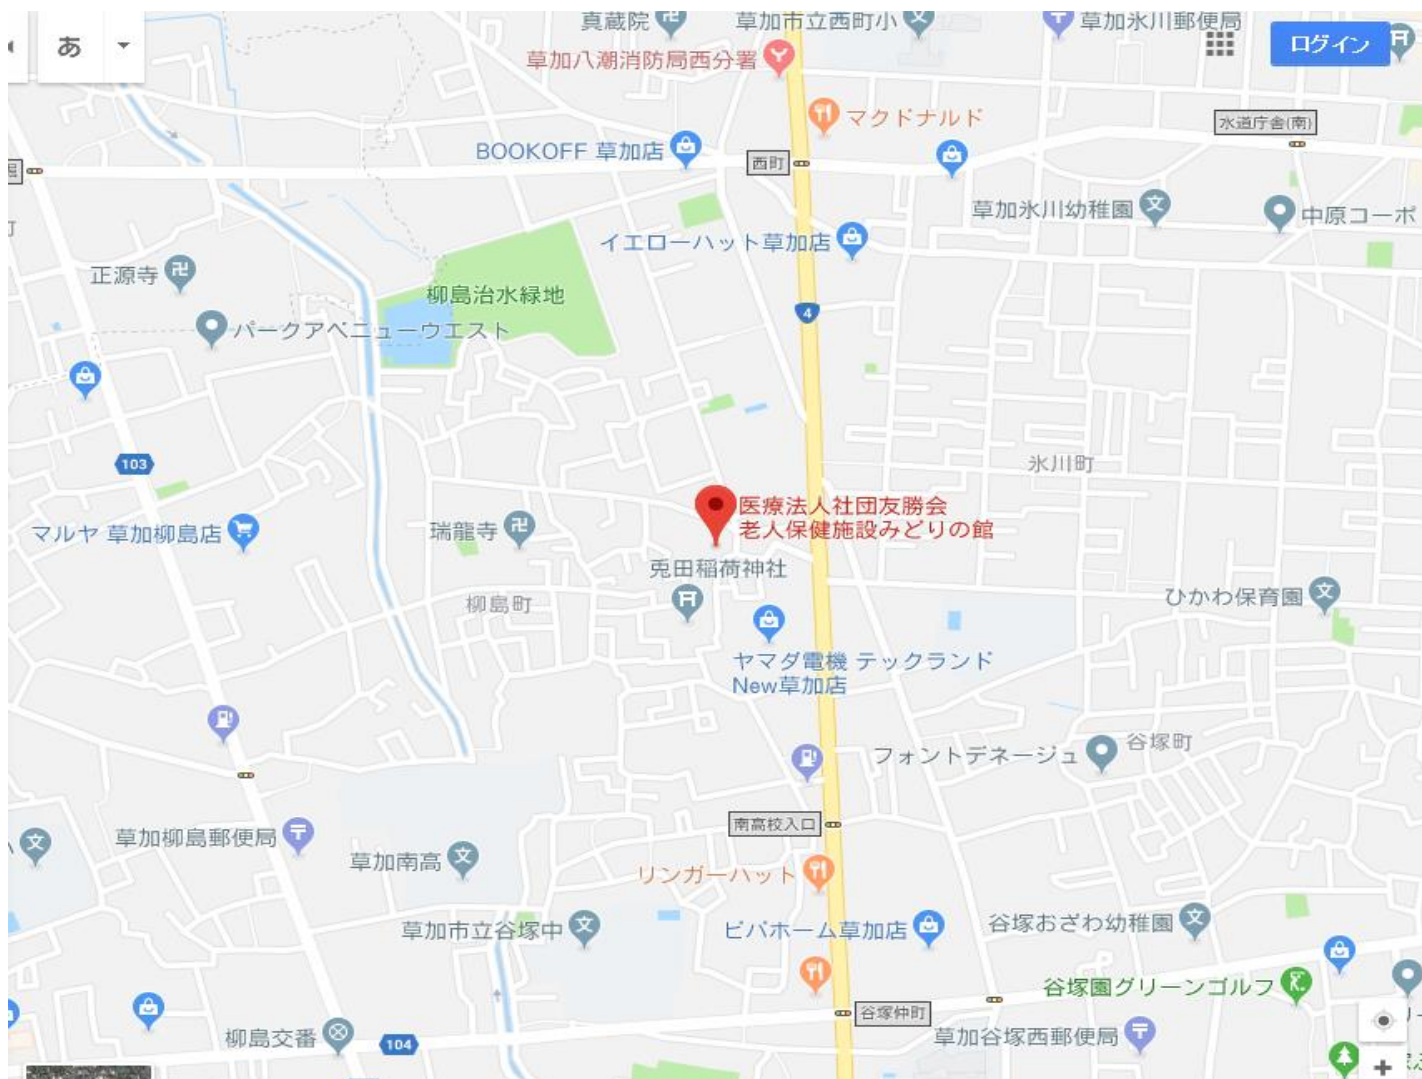 真蔵院
草加市立西町小
文
草加氷川郵便局
あ
ログイン
草加八潮消防局西分署
マクドナルド
水道庁舎(南)
BOOKOFF 草加店
西町
草加氷川幼稚園
文
中原コーポ
イエローハット草加店
正源寺
柳島治水緑地
4
パークアベニューウエスト
103
氷川町
医療法人社団友勝会
老人保健施設みどりの館
マルヤ 草加柳島店
瑞龍寺
兎田稲荷神社
柳島町
ひかわ保育園
文
ヤマダ電機 テックランド
New草加店
フォントデネージュ
谷塚町
南高校入口
草加柳島郵便局
文
草加南高
文
リンガーハット
草加市立谷塚中
文
ビバホーム草加店
谷塚おざわ幼稚園
文
谷塚園グリーンゴルフ
谷塚仲町
柳島交番
104
草加谷塚西郵便局